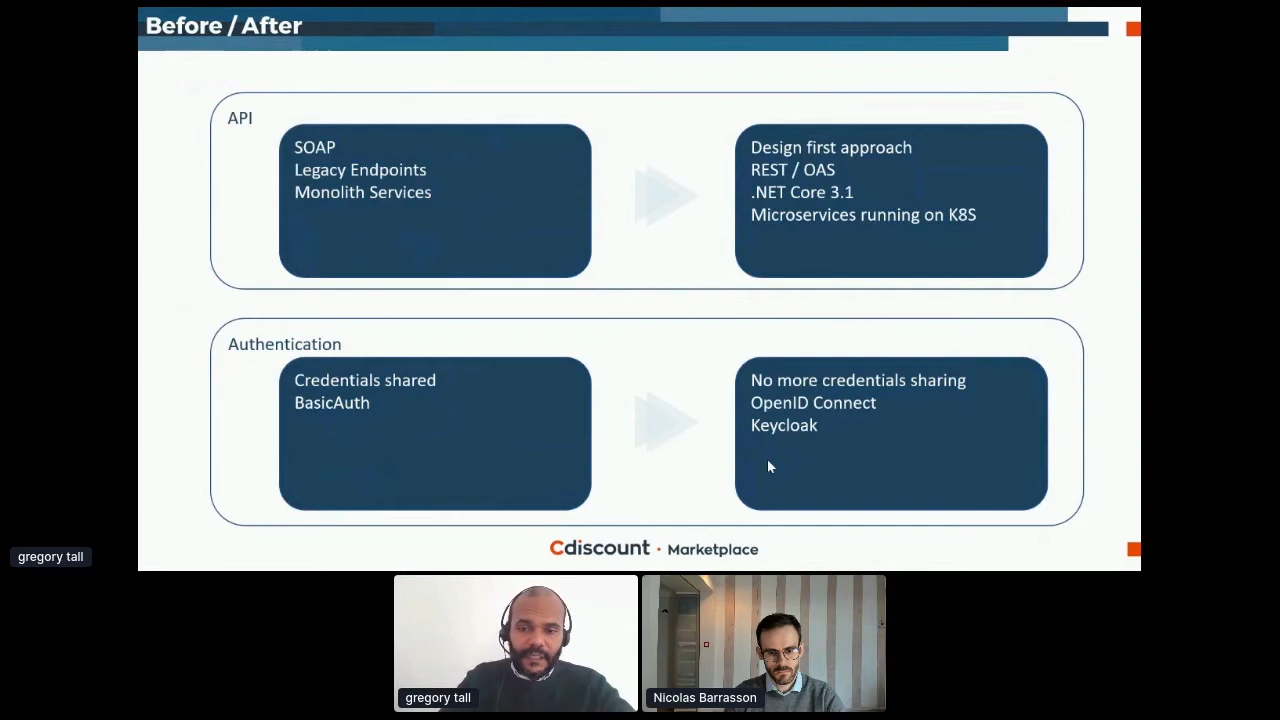 Before / After
API
SOAP
Legacy Endpoints
Monolith Services
Design first approach
REST / OAS
.NET Core 3.1
Microservices running on K8S
Authentication
Credentials shared
BasicAuth
No more credentials sharing
OpenID Connect
Keycloak
Cdiscount · Marketplace
gregory tall
gregory tall
Nicolas Barrasson